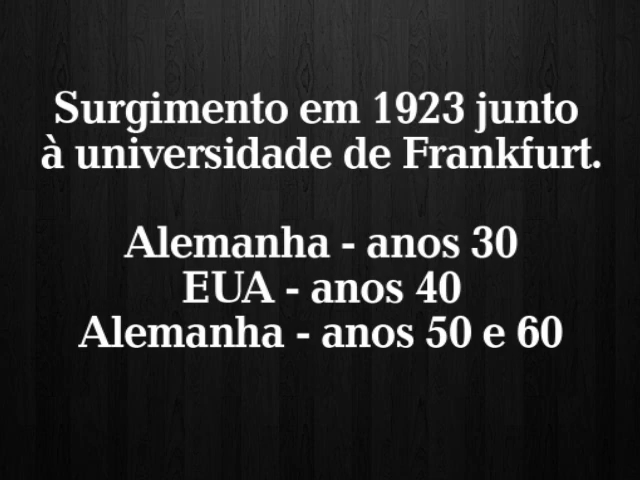 Surgimento em 1923 junto
à universidade de Frankfurt.
Alemanha - anos 30
EUA - anos 40
Alemanha - anos 50 e 60